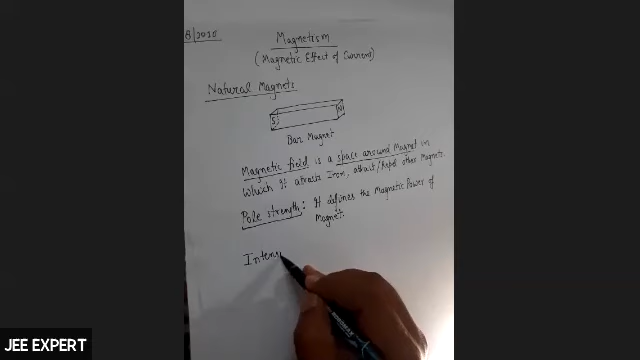 8/2020
Magnetism
(Magnetic Effect of Current)
Natural Magnets
S
N
Bar Magnet
Magnetic field is a space around Magnet in
which It attracts Iron, attract/Repel other Magnets.
Pole strength: It defines the Magnetic Power of
Magnet.
Intens
JEE EXPERT